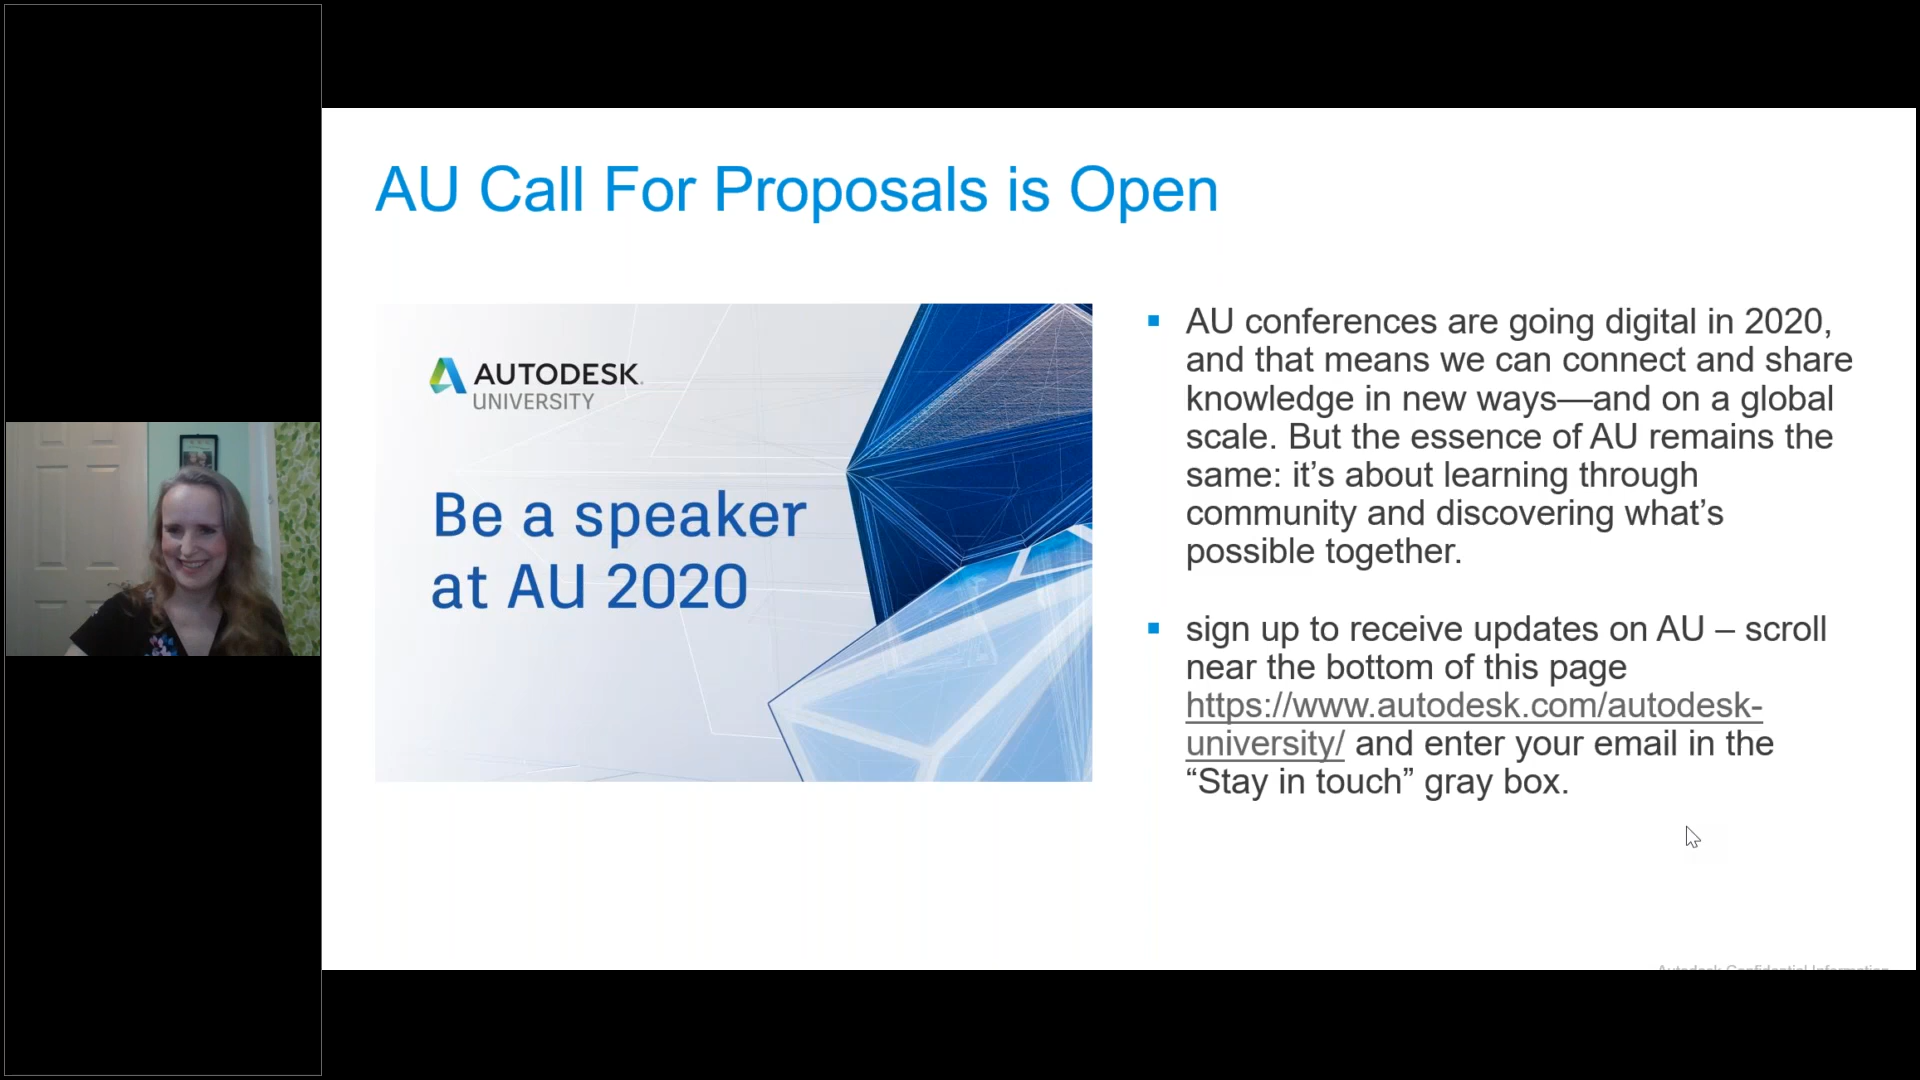 AU Call For Proposals is Open
AUTODESK
UNIVERSITY
Be a speaker
at AU 2020
AU conferences are going digital in 2020,
and that means we can connect and share
knowledge in new ways—and on a global
scale. But the essence of AU remains the
same: it’s about learning through
community and discovering what’s
possible together.
sign up to receive updates on AU – scroll
near the bottom of this page
https://www.autodesk.com/autodesk-
university/ and enter your email in the
“Stay in touch” gray box.